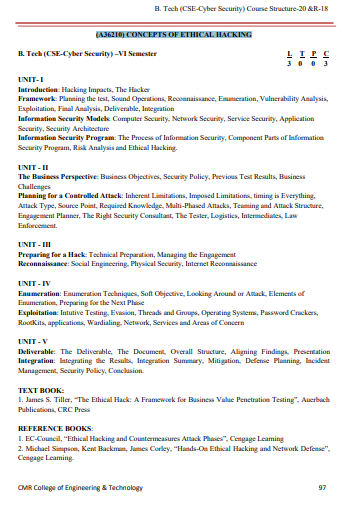 B. Tech (CSE-Cyber Security) Course Structure-20 &R-18
(A36210) CONCEPTS OF ETHICAL HACKING
B. Tech (CSE-Cyber Security) –VI Semester L T P C
3 0 0 3
UNIT- I
Introduction: Hacking Impacts, The Hacker
Framework: Planning the test, Sound Operations, Reconnaissance, Enumeration, Vulnerability Analysis,
Exploitation, Final Analysis, Deliverable, Integration
Information Security Models: Computer Security, Network Security, Service Security, Application
Security, Security Architecture
Information Security Program: The Process of Information Security, Component Parts of Information
Security Program, Risk Analysis and Ethical Hacking.
UNIT - II
The Business Perspective: Business Objectives, Security Policy, Previous Test Results, Business
Challenges
Planning for a Controlled Attack: Inherent Limitations, Imposed Limitations, timing is Everything,
Attack Type, Source Point, Required Knowledge, Multi-Phased Attacks, Teaming and Attack Structure,
Engagement Planner, The Right Security Consultant, The Tester, Logistics, Intermediates, Law
Enforcement.
UNIT - III
Preparing for a Hack: Technical Preparation, Managing the Engagement
Reconnaissance: Social Engineering, Physical Security, Internet Reconnaissance
UNIT - IV
Enumeration: Enumeration Techniques, Soft Objective, Looking Around or Attack, Elements of
Enumeration, Preparing for the Next Phase
Exploitation: Intuitive Testing, Evasion, Threads and Groups, Operating Systems, Password Crackers,
RootKits, applications, Wardialing, Network, Services and Areas of Concern
UNIT - V
Deliverable: The Deliverable, The Document, Overall Structure, Aligning Findings, Presentation
Integration: Integrating the Results, Integration Summary, Mitigation, Defense Planning, Incident
Management, Security Policy, Conclusion.
TEXT BOOK:
1. James S. Tiller, “The Ethical Hack: A Framework for Business Value Penetration Testing”, Auerbach
Publications, CRC Press
REFERENCE BOOKS:
1. EC-Council, “Ethical Hacking and Countermeasures Attack Phases”, Cengage Learning
2. Michael Simpson, Kent Backman, James Corley, “Hands-On Ethical Hacking and Network Defense”,
Cengage Learning.
CMR College of Engineering & Technology 97